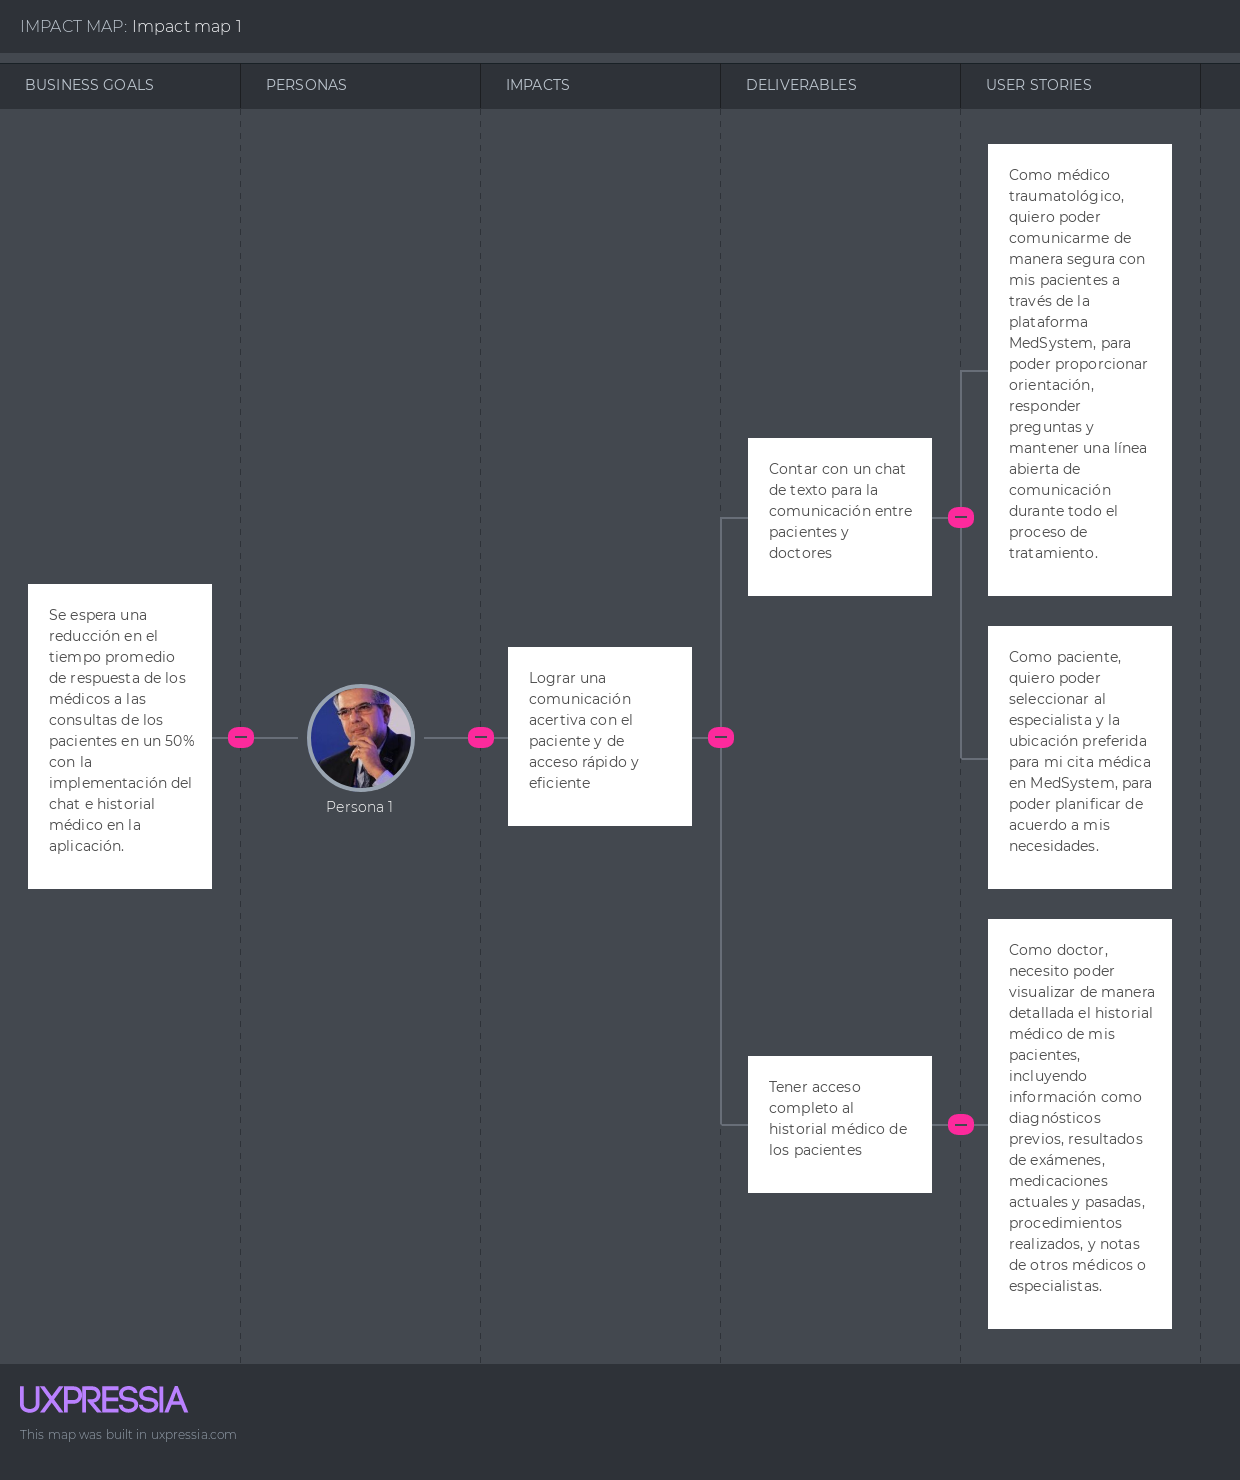 IMPACT MAP: Impact map 1
BUSINESS GOALS
PERSONAS
IMPACTS
DELIVERABLES
USER STORIES
Se espera una
reducción en el
tiempo promedio
de respuesta de los
médicos a las
consultas de los
pacientes en un 50%
con la
implementación del
chat e historial
médico en la
aplicación.
Persona 1
Lograr una
comunicación
acertiva con el
paciente y de
acceso rápido y
eficiente
Contar con un chat
de texto para la
comunicación entre
pacientes y
doctores
Tener acceso
completo al
historial médico de
los pacientes
Como médico
traumatológico,
quiero poder
comunicarme de
manera segura con
mis pacientes a
través de la
plataforma
MedSystem, para
poder proporcionar
orientación,
responder
preguntas y
mantener una línea
abierta de
comunicación
durante todo el
proceso de
tratamiento.
Como paciente,
quiero poder
seleccionar al
especialista y la
ubicación preferida
para mi cita médica
en MedSystem, para
poder planificar de
acuerdo a mis
necesidades.
Como doctor,
necesito poder
visualizar de manera
detallada el historial
médico de mis
pacientes,
incluyendo
información como
diagnósticos
previos, resultados
de exámenes,
medicaciones
actuales y pasadas,
procedimientos
realizados, y notas
de otros médicos o
especialistas.
UXPRESSIA
This map was built in uxpressia.com